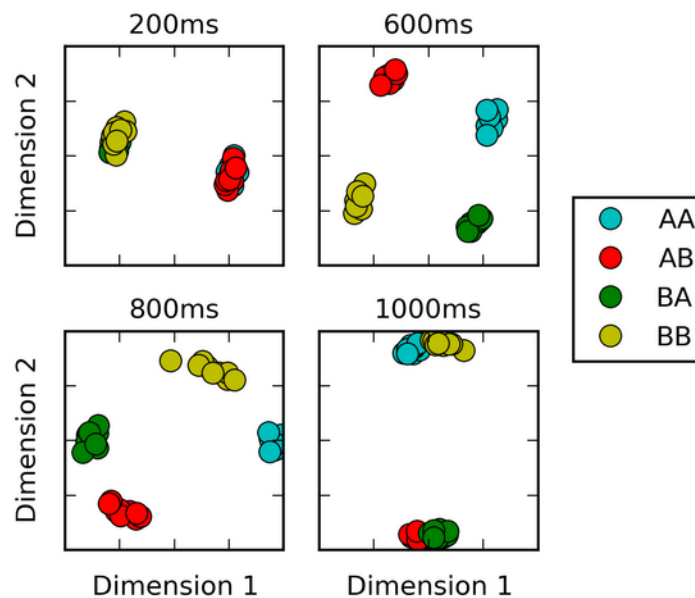 200ms
600ms
Dimension 2
AA
AB
BA
BB
800ms
1000ms
Dimension 2
Dimension 1
Dimension 1